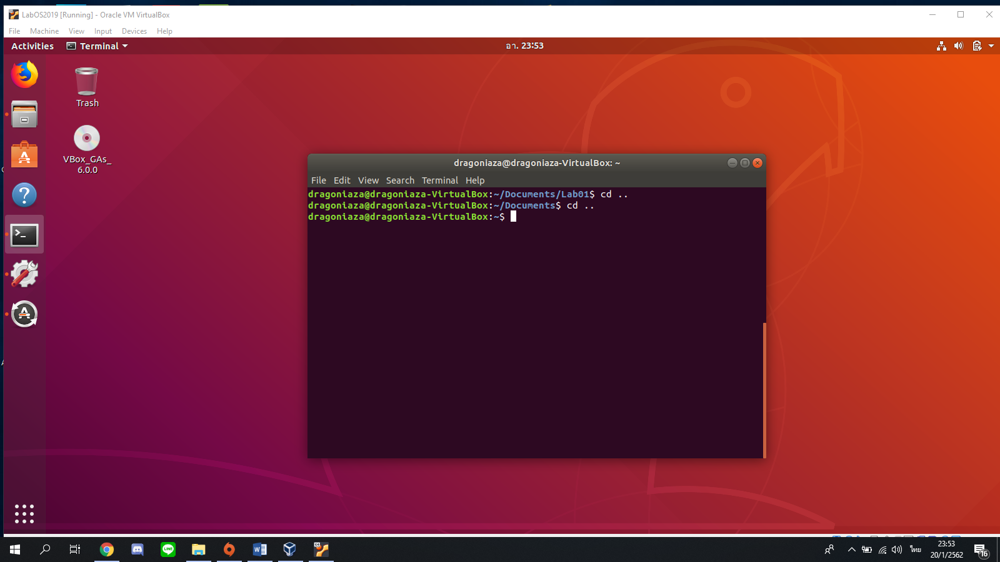 LabOS2019 [Running] - Oracle VM VirtualBox
File Machine View Input Devices Help
Activities Terminal อา. 23:53
Trash
VBox_GAs_
6.0.0
dragoniaza@dragoniaza-VirtualBox: ~
File Edit View Search Terminal Help
dragoniaza@dragoniaza-VirtualBox:~/Documents/Lab01$ cd ..
dragoniaza@dragoniaza-VirtualBox:~/Documents$ cd ..
dragoniaza@dragoniaza-VirtualBox:~$
ไทย
23:53
20/1/2562
16